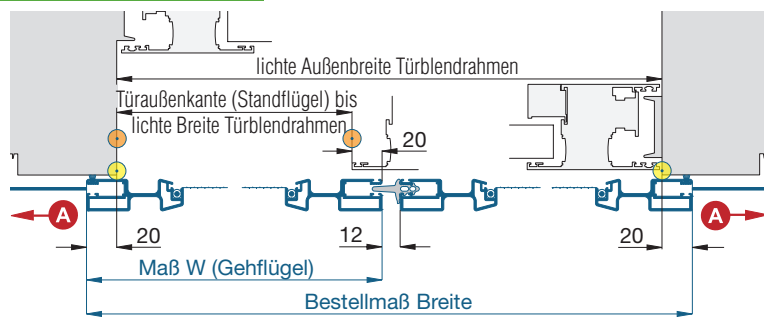 lichte Außenbreite Türblendrahmen
Türaußenkante (Standflügel) bis
lichte Breite Türblendrahmen
20
A
A
20
12
20
Maß W (Gehflügel)
Bestellmaß Breite